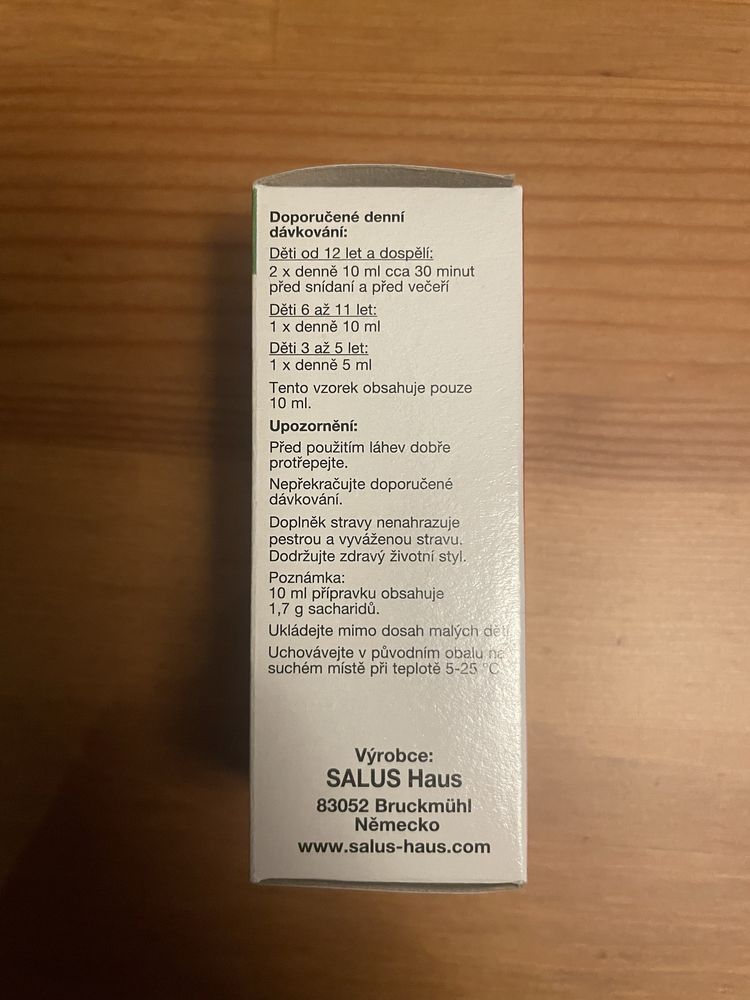 Doporučené denní
dávkování:
Děti od 12 let a dospělí:
2 x denně 10 ml cca 30 minut
před snídaní a před večeří
Děti 6 až 11 let:
1 x denně 10 ml
Děti 3 až 5 let:
1 x denně 5 ml
Tento vzorek obsahuje pouze
10 ml.
Upozornění:
Před použitím láhev dobře
protřepejte.
Nepřekračujte doporučené
dávkování.
Doplněk stravy nenahrazuje
pestrou a vyváženou stravu.
Dodržujte zdravý životní styl.
Poznámka:
10 ml přípravku obsahuje
1,7 g sacharidů.
Ukládejte mimo dosah malých dětí
Uchovávejte v původním obalu na
suchém místě při teplotě 5-25 °C
Výrobce:
SALUS Haus
83052 Bruckmühl
Německo
www.salus-haus.com